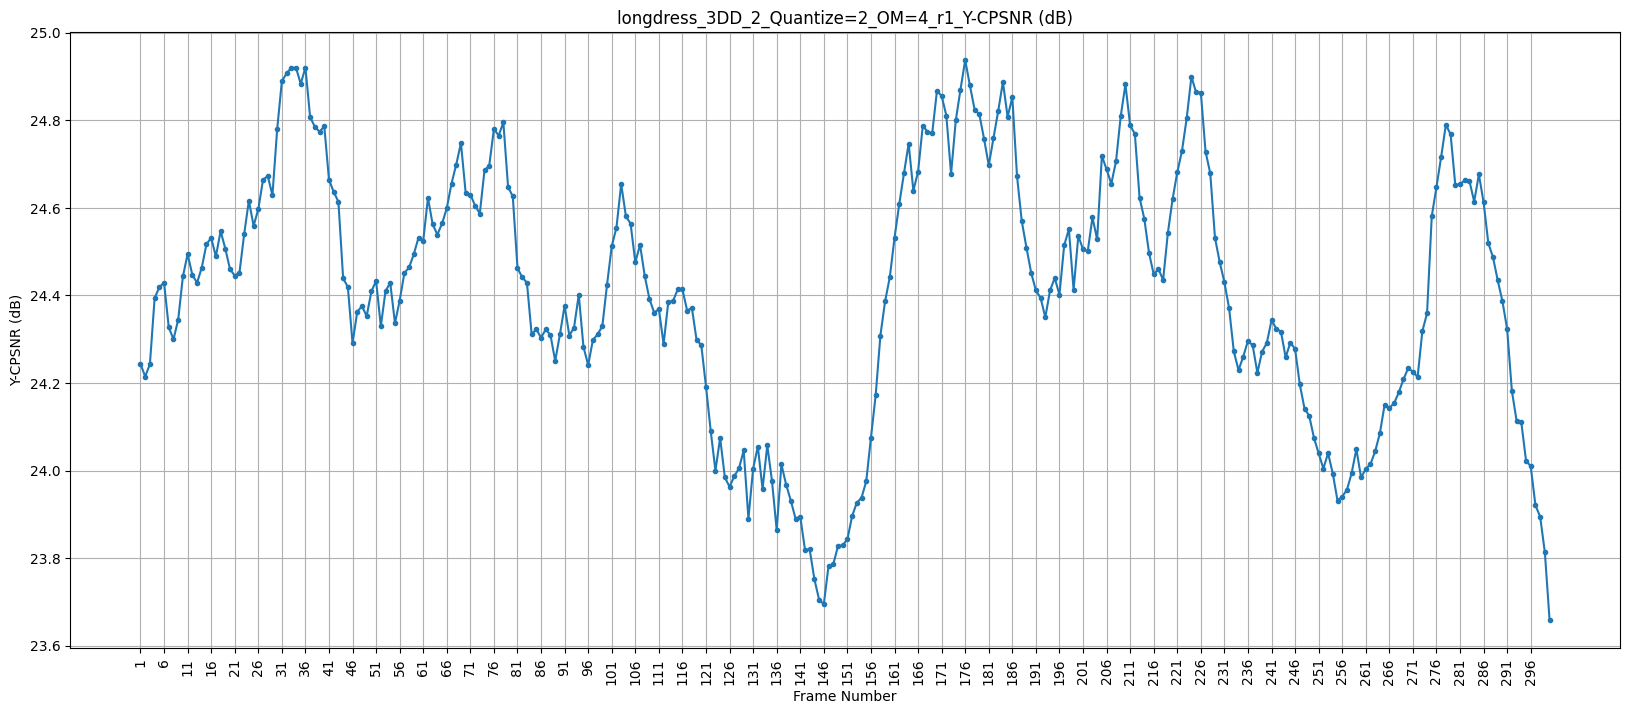 longdress_3DD_2_Quantize=2_OM=4_r1_Y-CPSNR (dB)
25.0
24.8
24.6
24.4
24.2
24.0
23.8
23.6
Y-CPSNR (dB)
1 6 11 16 21 26 31 36 41 46 51 56 61 66 71 76 81 86 91 96 101 106 111 116 121 126 131 136 141 146 151 156 161 166 171 176 181 186 191 196 201 206 211 216 221 226 231 236 241 246 251 256 261 266 271 276 281 286 291 296
Frame Number